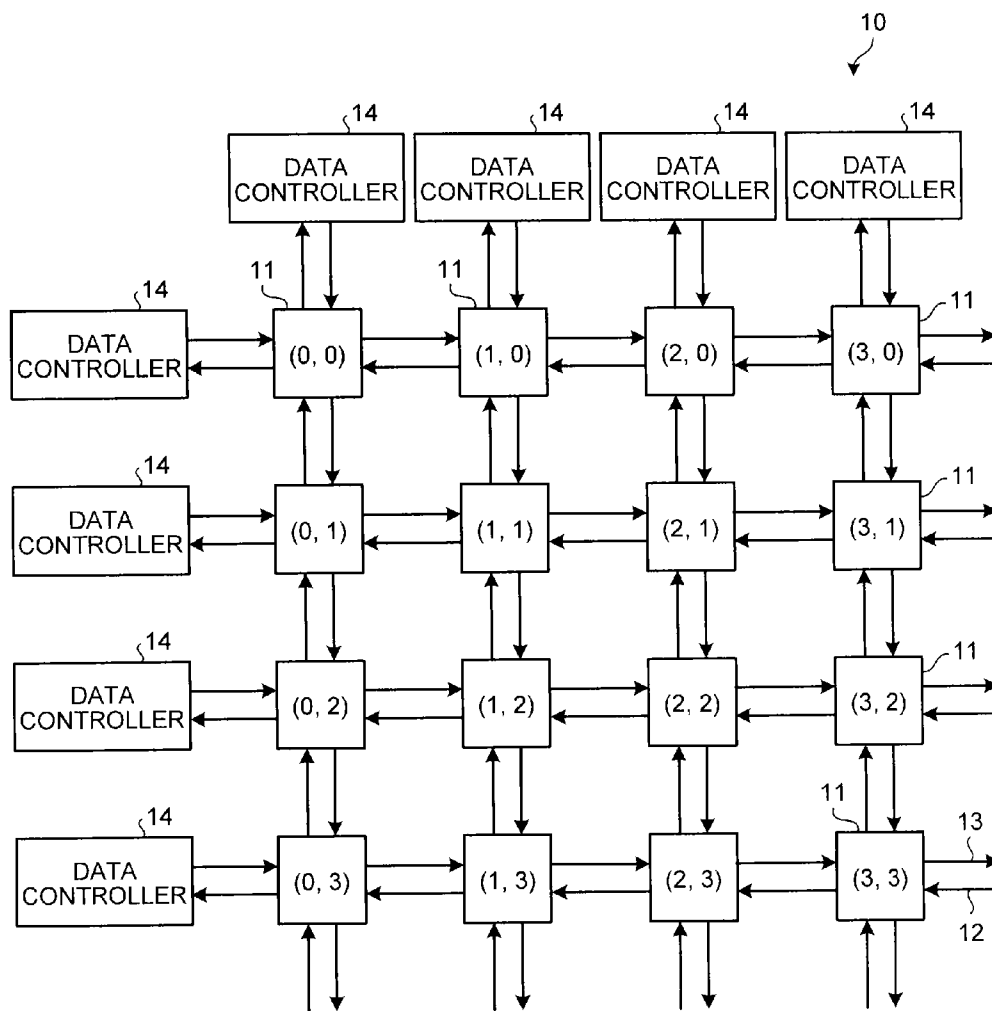 10
14 14 14 14
DATA CONTROLLER DATA CONTROLLER DATA CONTROLLER DATA CONTROLLER
14 11 11 11
DATA CONTROLLER (0, 0) (1, 0) (2, 0) (3, 0)
14 11
DATA CONTROLLER (0, 1) (1, 1) (2, 1) (3, 1)
14 11
DATA CONTROLLER (0, 2) (1, 2) (2, 2) (3, 2)
14 11 13
DATA CONTROLLER (0, 3) (1, 3) (2, 3) (3, 3)
12